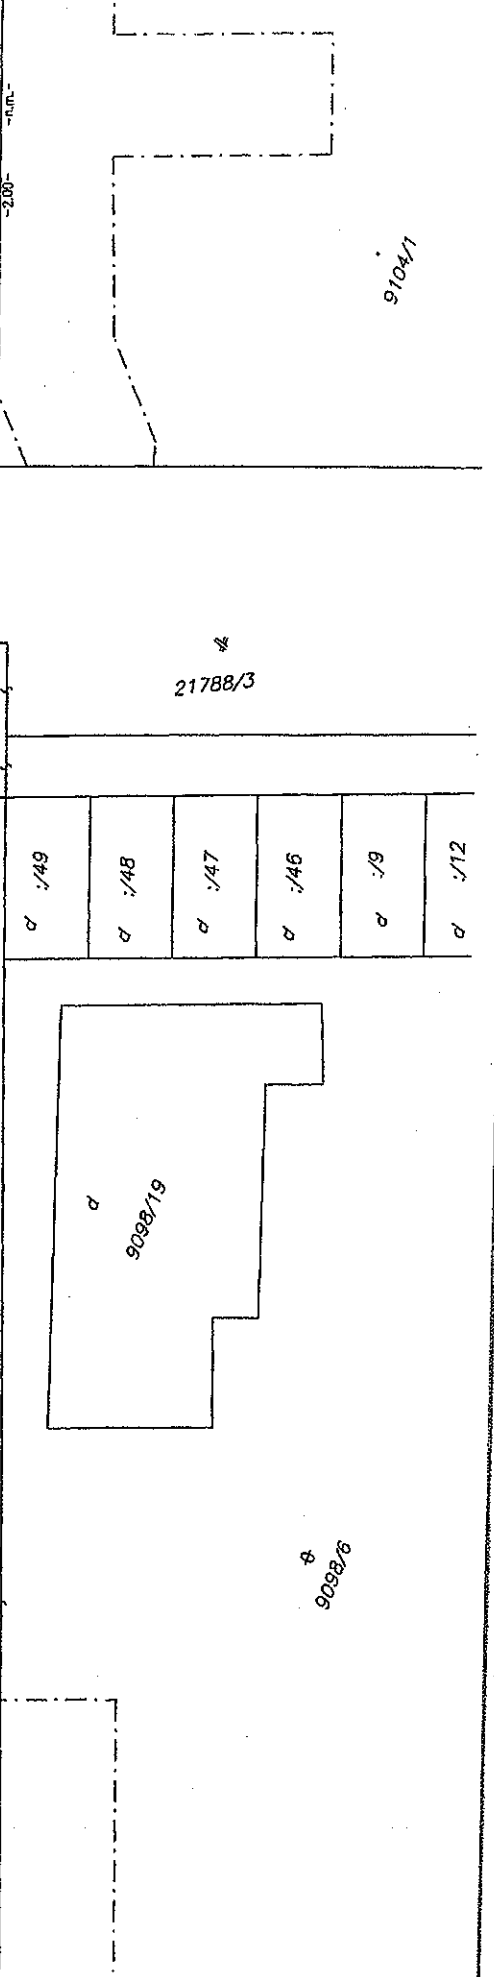 -2.00- -n.m.-
9104/1
21788/3
d :/49
d :/48
d :/47
d :/46
d :/9
d :/12
d
9098/19
9098/6